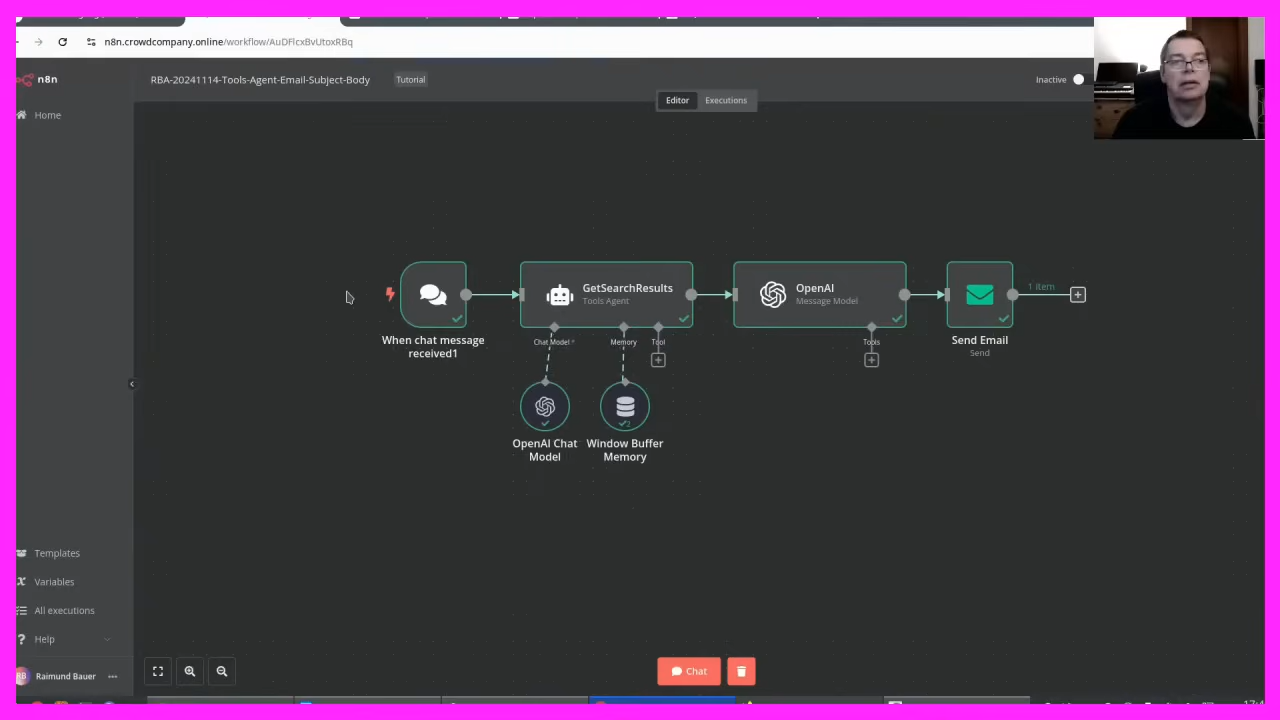 n8n.crowdcompany.online/workflow/AuDFlcxBvUtoxRBq
n8n
RBA-20241114-Tools-Agent-Email-Subject-Body
Tutorial
Inactive
Editor
Executions
Home
GetSearchResults
Tools Agent
OpenAI
Message Model
1 item
When chat message
received1
Chat Model *
Memory
Tool
Tools
Send Email
Send
OpenAI Chat
Model
Window Buffer
Memory
Templates
Variables
All executions
Help
RB
Raimund Bauer
Chat